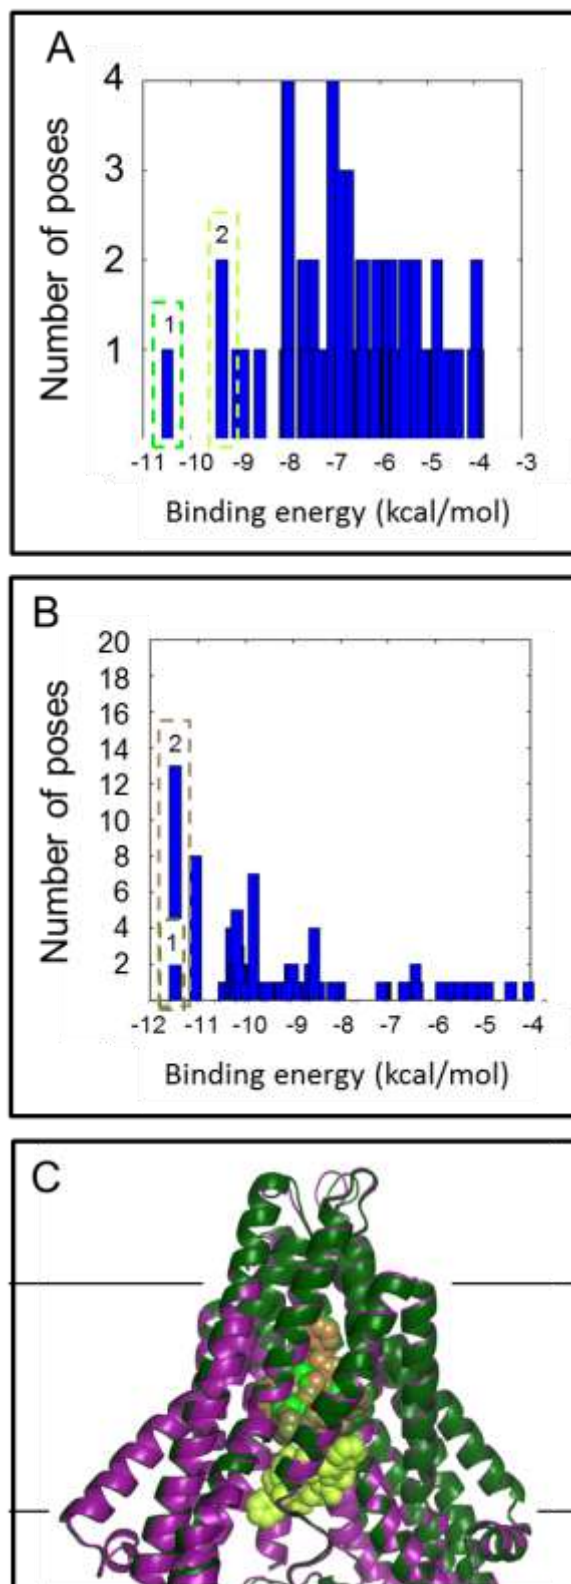 A
4
3
2
1
Number of poses
1
2
-11 -10 -9 -8 -7 -6 -5 -4 -3
Binding energy (kcal/mol)
B
20
18
16
14
12
10
8
6
4
2
Number of poses
2
1
-12 -11 -10 -9 -8 -7 -6 -5 -4
Binding energy (kcal/mol)
C